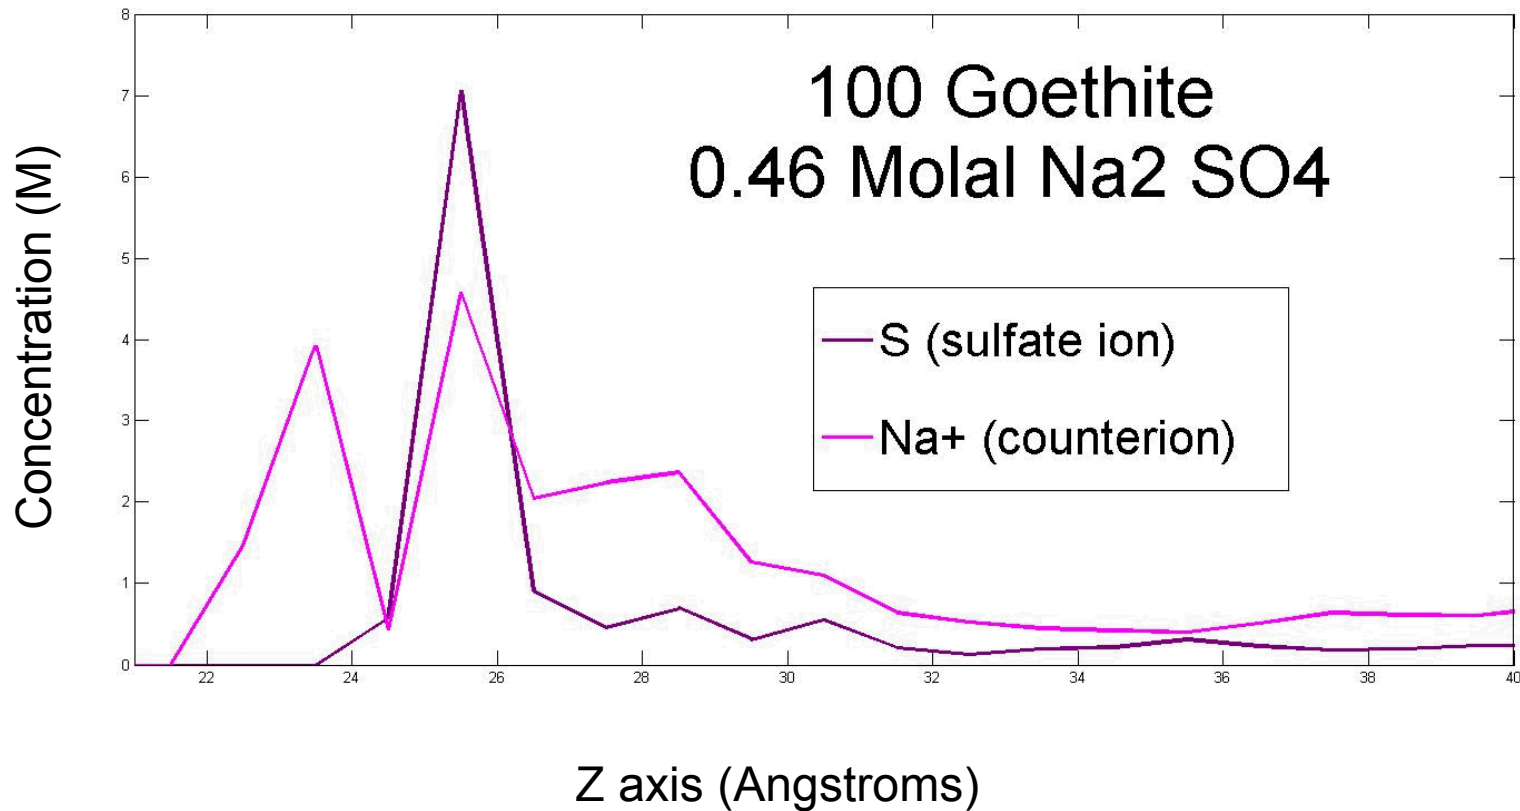 100 Goethite
0.46 Molal Na2 SO4
Concentration (M)
8
7
6
5
4
3
2
1
0
S (sulfate ion)
Na+ (counterion)
22 24 26 28 30 32 34 36 38 40
Z axis (Angstroms)